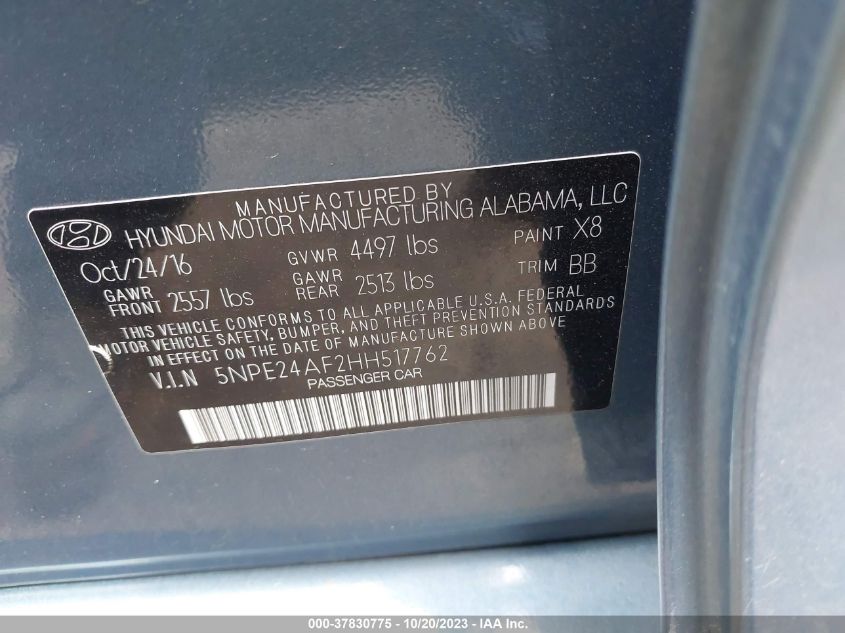 MANUFACTURED BY
HYUNDAI MOTOR MANUFACTURING ALABAMA, LLC
Oct/24/16 GVWR 4497 lbs PAINT X8
GAWR FRONT 2557 lbs GAWR REAR 2513 lbs TRIM BB
THIS VEHICLE CONFORMS TO ALL APPLICABLE U.S.A. FEDERAL
MOTOR VEHICLE SAFETY, BUMPER, AND THEFT PREVENTION STANDARDS
IN EFFECT ON THE DATE OF MANUFACTURE SHOWN ABOVE
V.I.N 5NPE24AF2HH517762
PASSENGER CAR
000-37830775 - 10/20/2023 - IAA Inc.